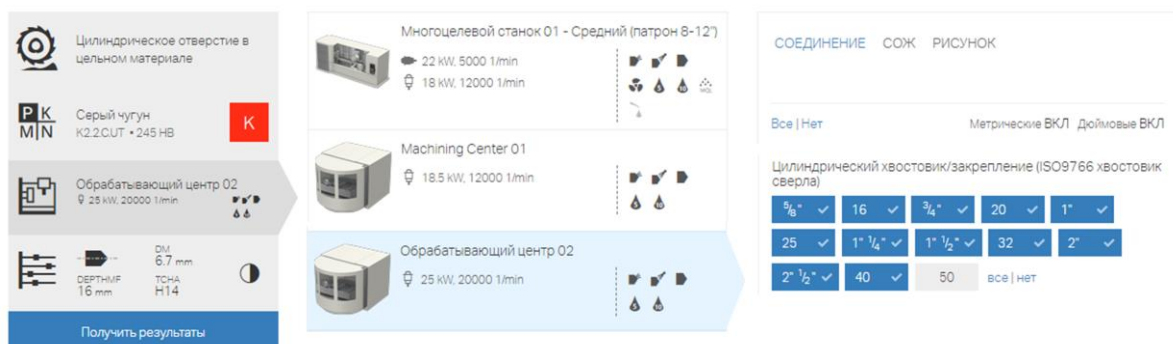 Цилиндрическое отверстие в
цельном материале
P K
M N
Серый чугун
K2.2.C.UT • 245 HB
K
Обрабатывающий центр 02
25 kW, 20000 1/min
DM
6.7 mm
DEPTHMF
16 mm
TCHA
H14
Получить результаты
Многоцелевой станок 01 - Средний (патрон 8-12")
22 kW, 5000 1/min
18 kW, 12000 1/min
MQL
Machining Center 01
18.5 kW, 12000 1/min
Обрабатывающий центр 02
25 kW, 20000 1/min
СОЕДИНЕНИЕ СОЖ РИСУНОК
Все | Нет Метрические ВКЛ Дюймовые ВКЛ
Цилиндрический хвостовик/закрепление (ISO9766 хвостовик
сверла)
5/8" 16 3/4" 20 1"
25 1" 1/4" 1" 1/2" 32 2"
2" 1/2" 40 50 все | нет